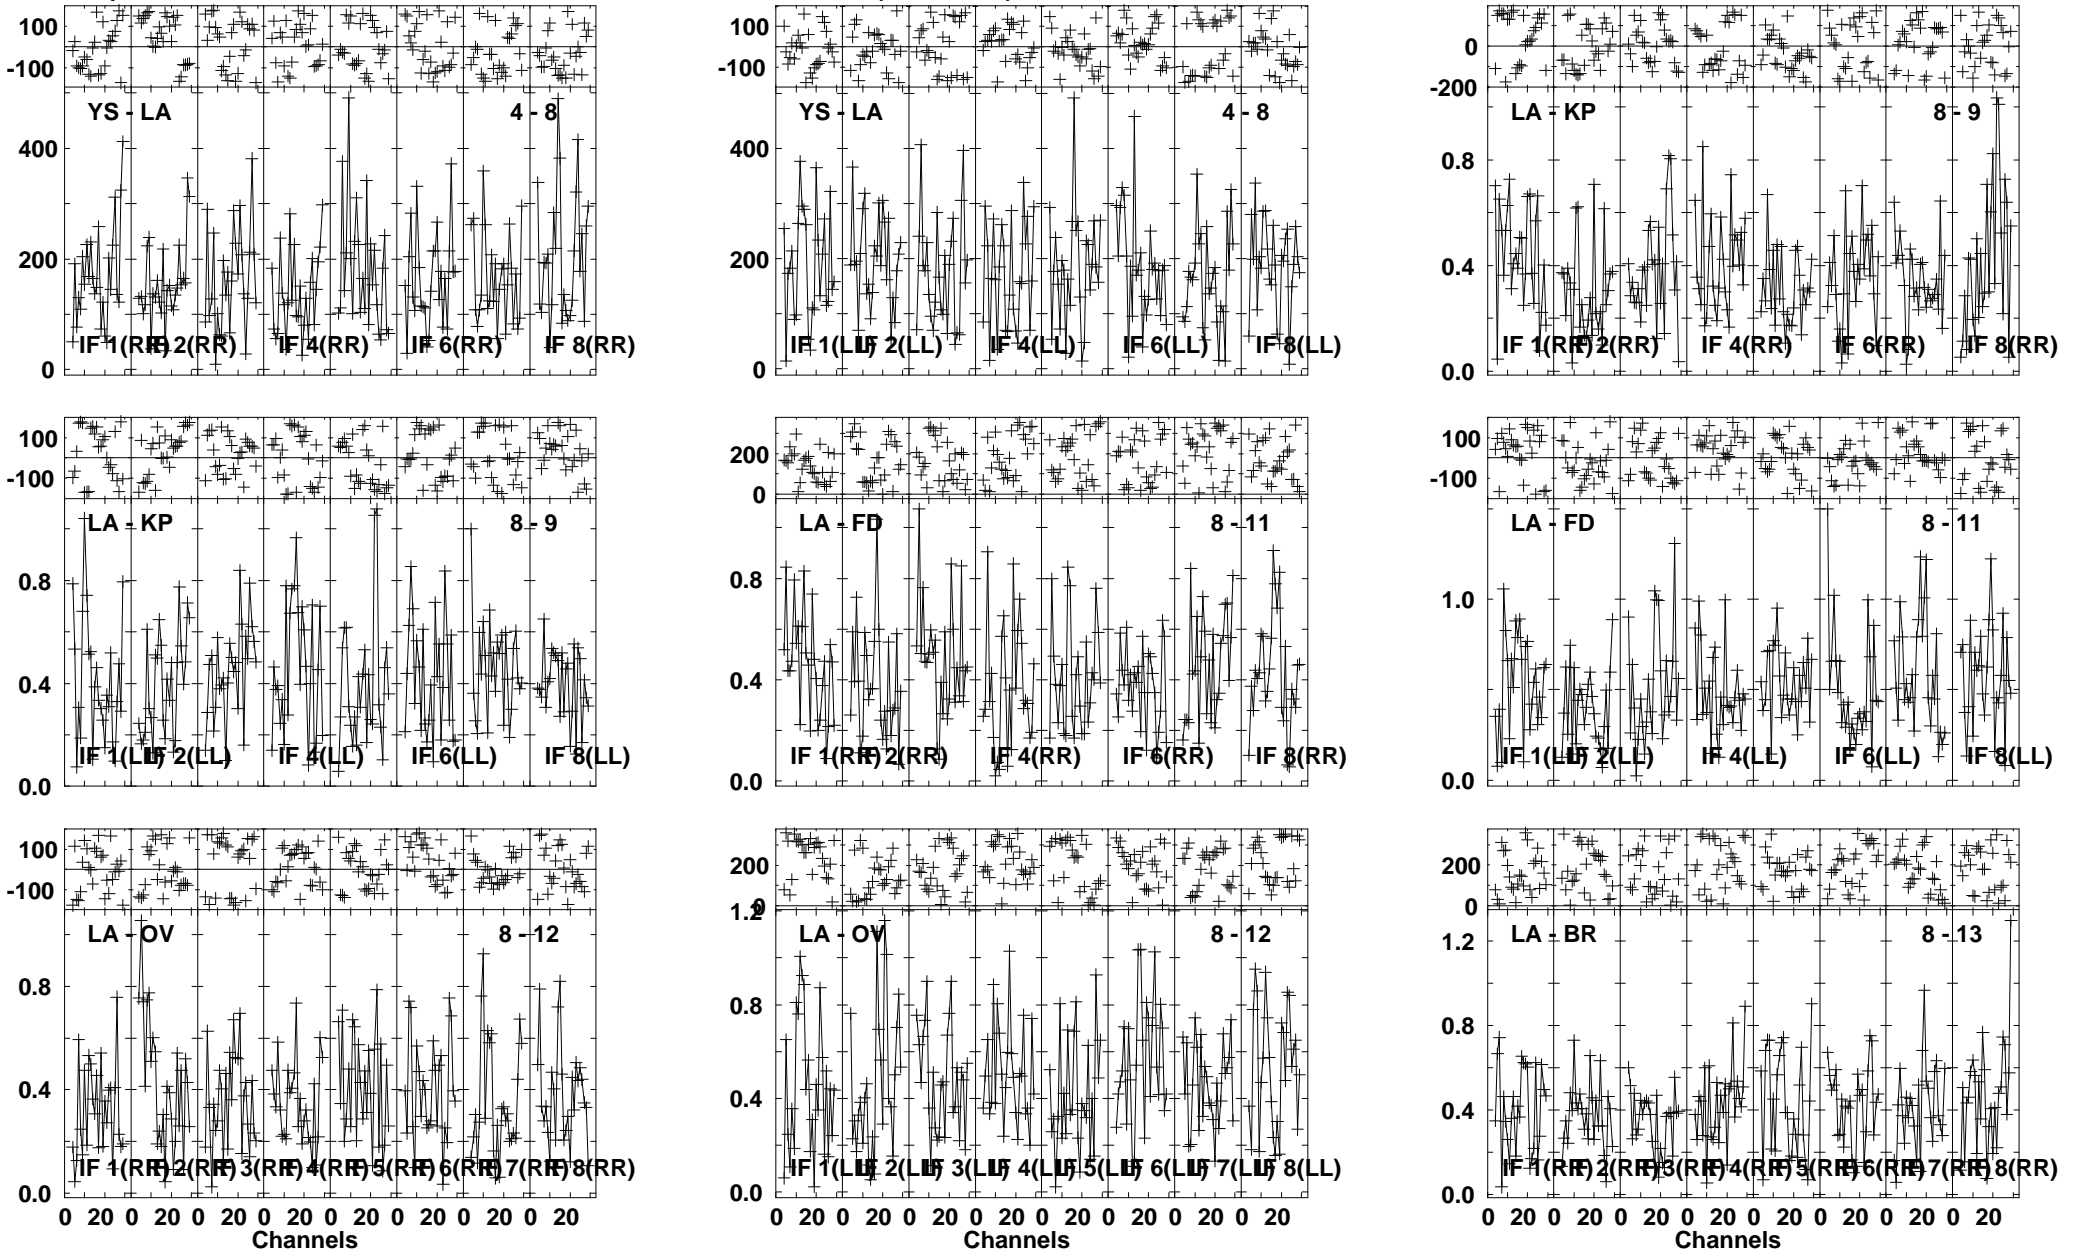 100
-100
YS - LA 4 - 8
400
200
0
IF 1(RR) IF 2(RR) IF 4(RR) IF 6(RR) IF 8(RR)
100
-100
YS - LA 4 - 8
400
200
0
IF 1(LL) IF 2(LL) IF 4(LL) IF 6(LL) IF 8(LL)
0
-200
LA - KP 8 - 9
0.8
0.4
0.0
IF 1(RR) IF 2(RR) IF 4(RR) IF 6(RR) IF 8(RR)
100
-100
LA - KP 8 - 9
0.8
0.4
0.0
IF 1(LL) IF 2(LL) IF 4(LL) IF 6(LL) IF 8(LL)
200
0
LA - FD 8 - 11
0.8
0.4
0.0
IF 1(RR) IF 2(RR) IF 4(RR) IF 6(RR) IF 8(RR)
100
-100
LA - FD 8 - 11
1.0
0.0
IF 1(LL) IF 2(LL) IF 4(LL) IF 6(LL) IF 8(LL)
100
-100
LA - OV 8 - 12
0.8
0.4
0.0
IF 1(RR) IF 2(RR) IF 3(RR) IF 4(RR) IF 5(RR) IF 6(RR) IF 7(RR) IF 8(RR)
0 20 0 20 0 20 0 20 0 20 0 20 0 20 0 20
Channels
200
0
1.2
LA - OV 8 - 12
0.8
0.4
0.0
IF 1(LL) IF 2(LL) IF 3(LL) IF 4(LL) IF 5(LL) IF 6(LL) IF 7(LL) IF 8(LL)
0 20 0 20 0 20 0 20 0 20 0 20 0 20 0 20
Channels
200
0
LA - BR 8 - 13
1.2
0.8
0.4
0.0
IF 1(RR) IF 2(RR) IF 3(RR) IF 4(RR) IF 5(RR) IF 6(RR) IF 7(RR) IF 8(RR)
0 20 0 20 0 20 0 20 0 20 0 20 0 20 0 20
Channels